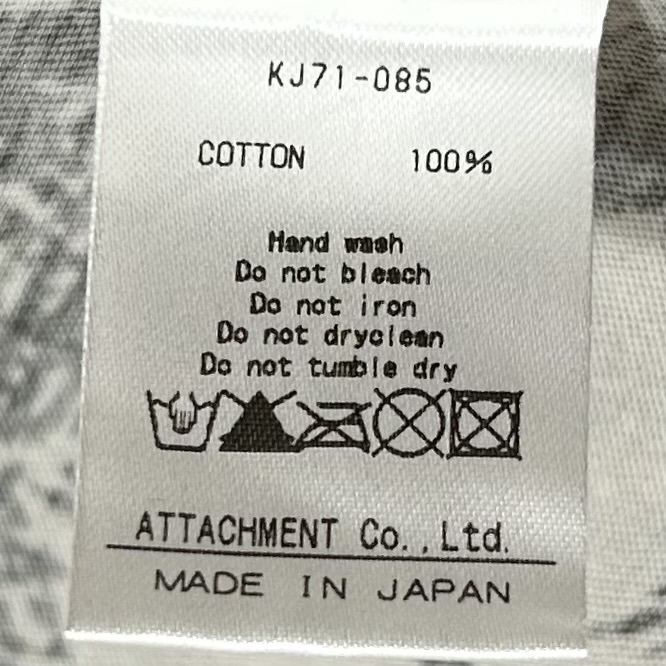 KJ71-085
COTTON 100%
Hand wash
Do not bleach
Do not iron
Do not dryclean
Do not tumble dry
ATTACHMENT Co.,Ltd.
MADE IN JAPAN